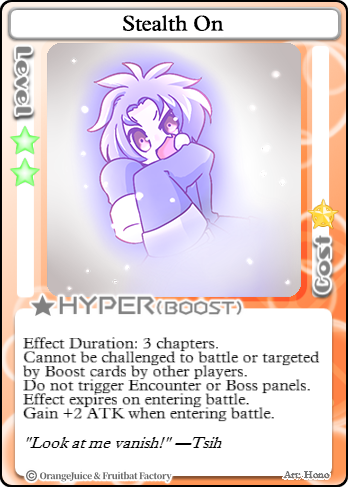 Stealth On
Level
Cost
HYPER(BOOST)
Effect Duration: 3 chapters.
Cannot be challenged to battle or targeted
by Boost cards by other players.
Do not trigger Encounter or Boss panels.
Effect expires on entering battle.
Gain +2 ATK when entering battle.
"Look at me vanish!" —Tsih
© OrangeJuice & Fruitbat Factory
Art: Hono